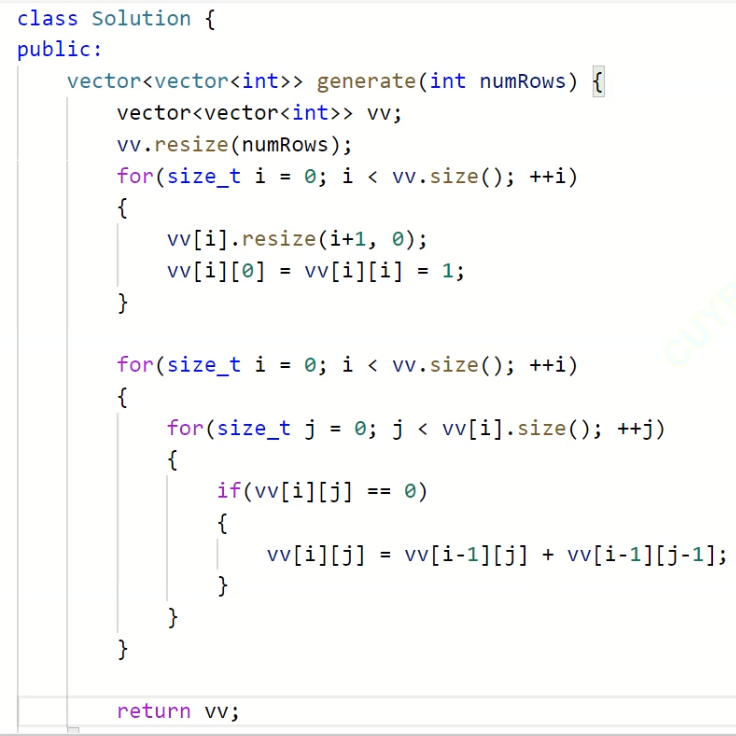 class Solution {
public:
    vector<vector<int>> generate(int numRows) {
        vector<vector<int>> vv;
        vv.resize(numRows);
        for(size_t i = 0; i < vv.size(); ++i)
        {
            vv[i].resize(i+1, 0);
            vv[i][0] = vv[i][i] = 1;
        }

        for(size_t i = 0; i < vv.size(); ++i)
        {
            for(size_t j = 0; j < vv[i].size(); ++j)
            {
                if(vv[i][j] == 0)
                {
                    vv[i][j] = vv[i-1][j] + vv[i-1][j-1];
                }
            }
        }

        return vv;